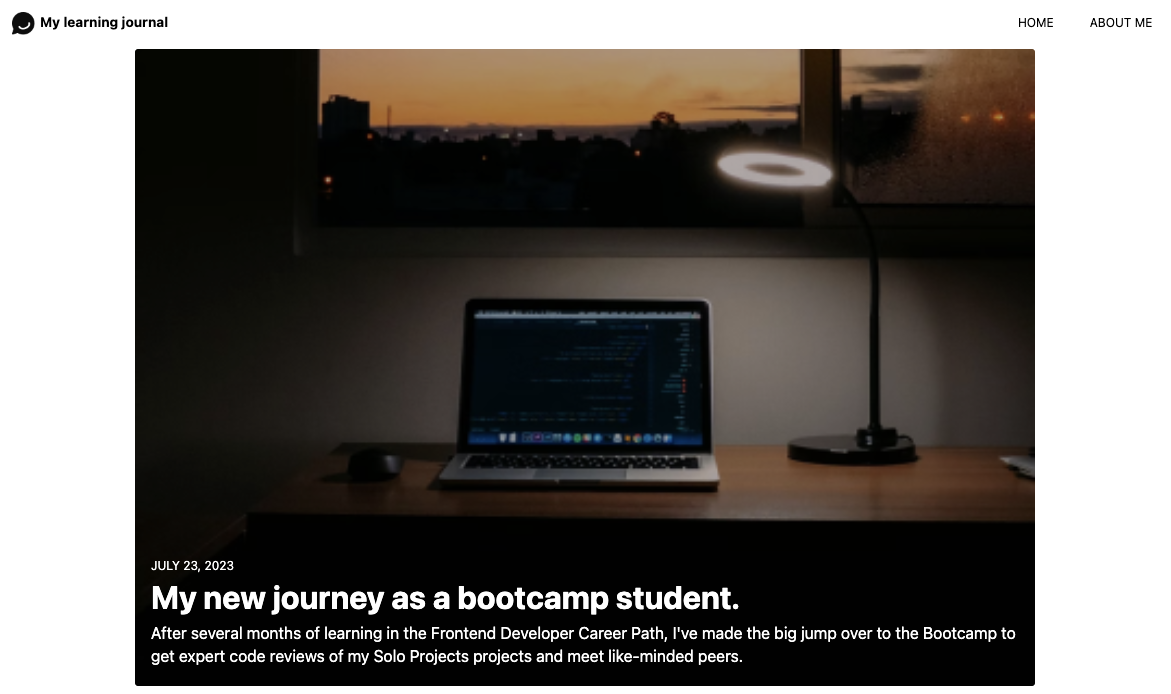 My learning journal
HOME
ABOUT ME
JULY 23, 2023
My new journey as a bootcamp student.
After several months of learning in the Frontend Developer Career Path, I've made the big jump over to the Bootcamp to
get expert code reviews of my Solo Projects projects and meet like-minded peers.